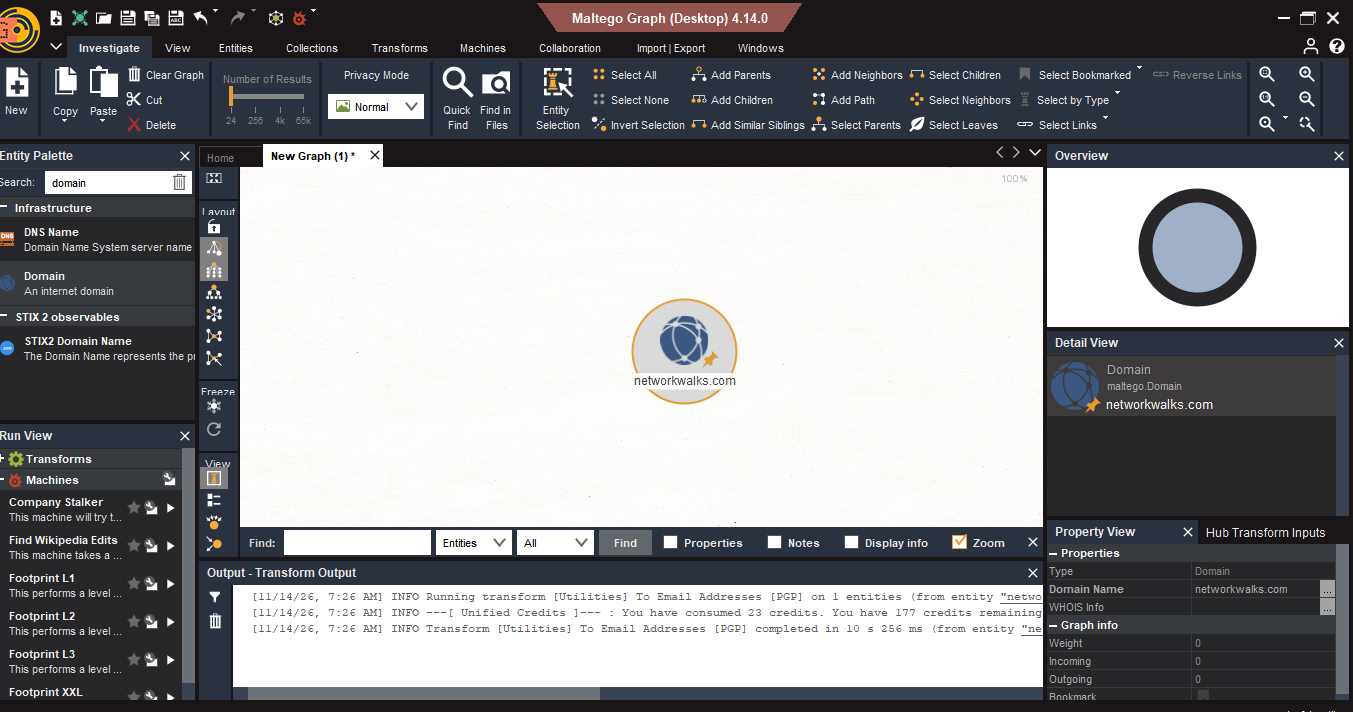 Maltego Graph (Desktop) 4.14.0
Investigate View Entities Collections Transforms Machines Collaboration Import | Export Windows
New
Copy
Paste
Clear Graph
Cut
Delete
Number of Results
24 256 4k 65k
Privacy Mode
Normal
Quick
Find
Find in
Files
Entity
Selection
Select All
Select None
Invert Selection
Add Parents
Add Children
Add Similar Siblings
Add Neighbors
Add Path
Select Parents
Select Children
Select Neighbors
Select Leaves
Select Bookmarked
Select by Type
Select Links
Reverse Links
Entity Palette
Search: domain
Infrastructure
DNS Name
Domain Name System server name
Domain
An internet domain
STIX 2 observables
STIX2 Domain Name
The Domain Name represents the
Run View
Transforms
Machines
Company Stalker
This machine will try t...
Find Wikipedia Edits
This machine takes a ...
Footprint L1
This performs a level ...
Footprint L2
This performs a level ...
Footprint L3
This performs a level ...
Footprint XXL
Home
New Graph (1) *
Layout
Freeze
View
100%
networkwalks.com
Find: Entities All Find Properties Notes Display info Zoom
Output - Transform Output
[11/14/26, 7:26 AM] INFO Running transform [Utilities] To Email Addresses [PGP] on 1 entities (from entity "netwo
[11/14/26, 7:26 AM] INFO ---[ Unified Credits ]--- : You have consumed 23 credits. You have 177 credits remaining
[11/14/26, 7:26 AM] INFO Transform [Utilities] To Email Addresses [PGP] completed in 10 s 256 ms (from entity "ne
Overview
Detail View
Domain
maltego.Domain
networkwalks.com
Property View
Hub Transform Inputs
Properties
Type Domain
Domain Name networkwalks.com ...
WHOIS Info ...
Graph info
Weight 0
Incoming 0
Outgoing 0
Bookmark